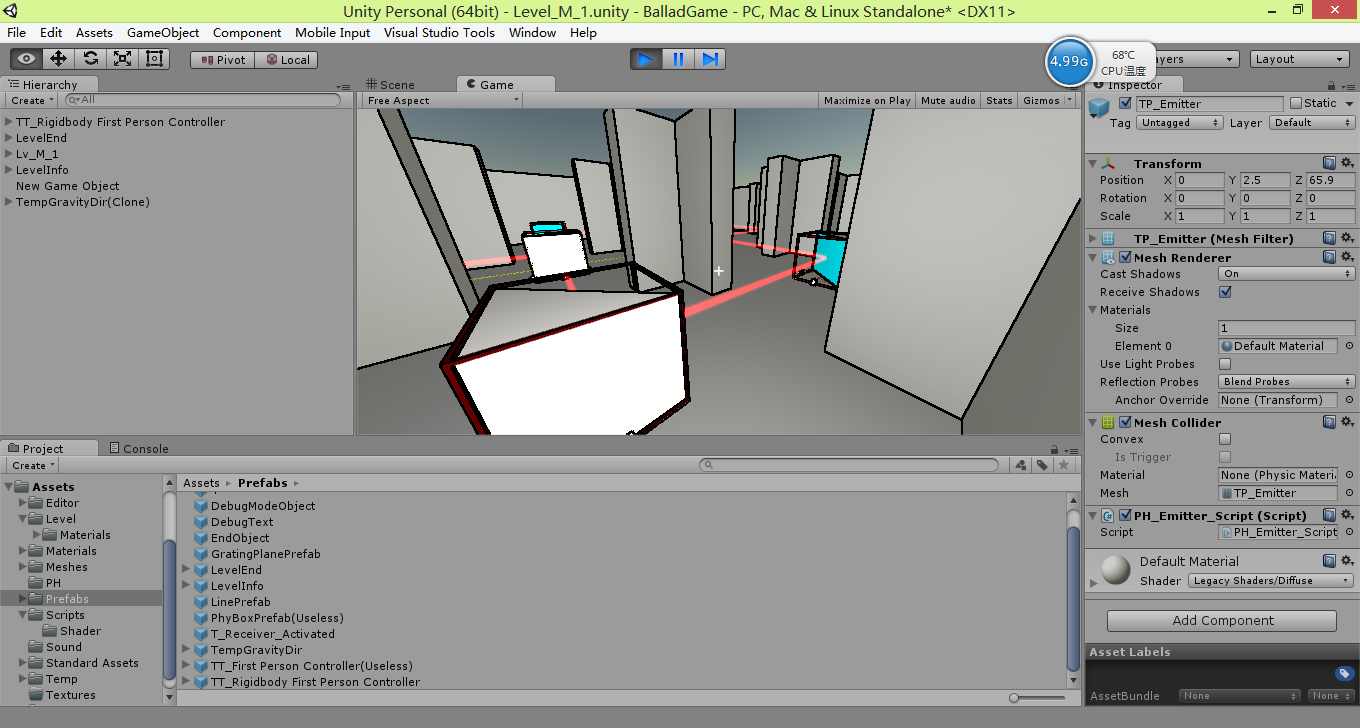 Unity Personal (64bit) - Level_M_1.unity - BalladGame - PC, Mac & Linux Standalone* <DX11>
File Edit Assets GameObject Component Mobile Input Visual Studio Tools Window Help
Pivot Local 4.99G 68℃ CPU温度 ayers Layout
Hierarchy
Create All
TT_Rigidbody First Person Controller
LevelEnd
Lv_M_1
LevelInfo
New Game Object
TempGravityDir(Clone)
Scene Game
Free Aspect Maximize on Play Mute audio Stats Gizmos
Inspector
TP_Emitter Static
Tag Untagged Layer Default
Transform
Position X 0 Y 2.5 Z 65.9
Rotation X 0 Y 0 Z 0
Scale X 1 Y 1 Z 1
TP_Emitter (Mesh Filter)
Mesh Renderer
Cast Shadows On
Receive Shadows
Materials
Size 1
Element 0 Default Material
Use Light Probes
Reflection Probes Blend Probes
Anchor Override None (Transform)
Mesh Collider
Convex
Is Trigger
Material None (Physic Materi
Mesh TP_Emitter
PH_Emitter_Script (Script)
Script PH_Emitter_Script
Default Material
Shader Legacy Shaders/Diffuse
Add Component
Asset Labels
AssetBundle None None
Project Console
Create
Assets
Editor
Level
Materials
Materials
Meshes
PH
Prefabs
Scripts
Shader
Sound
Standard Assets
Temp
Textures
Assets Prefabs
DebugModeObject
DebugText
EndObject
GratingPlanePrefab
LevelEnd
LevelInfo
LinePrefab
PhyBoxPrefab(Useless)
T_Receiver_Activated
TempGravityDir
TT_First Person Controller(Useless)
TT_Rigidbody First Person Controller